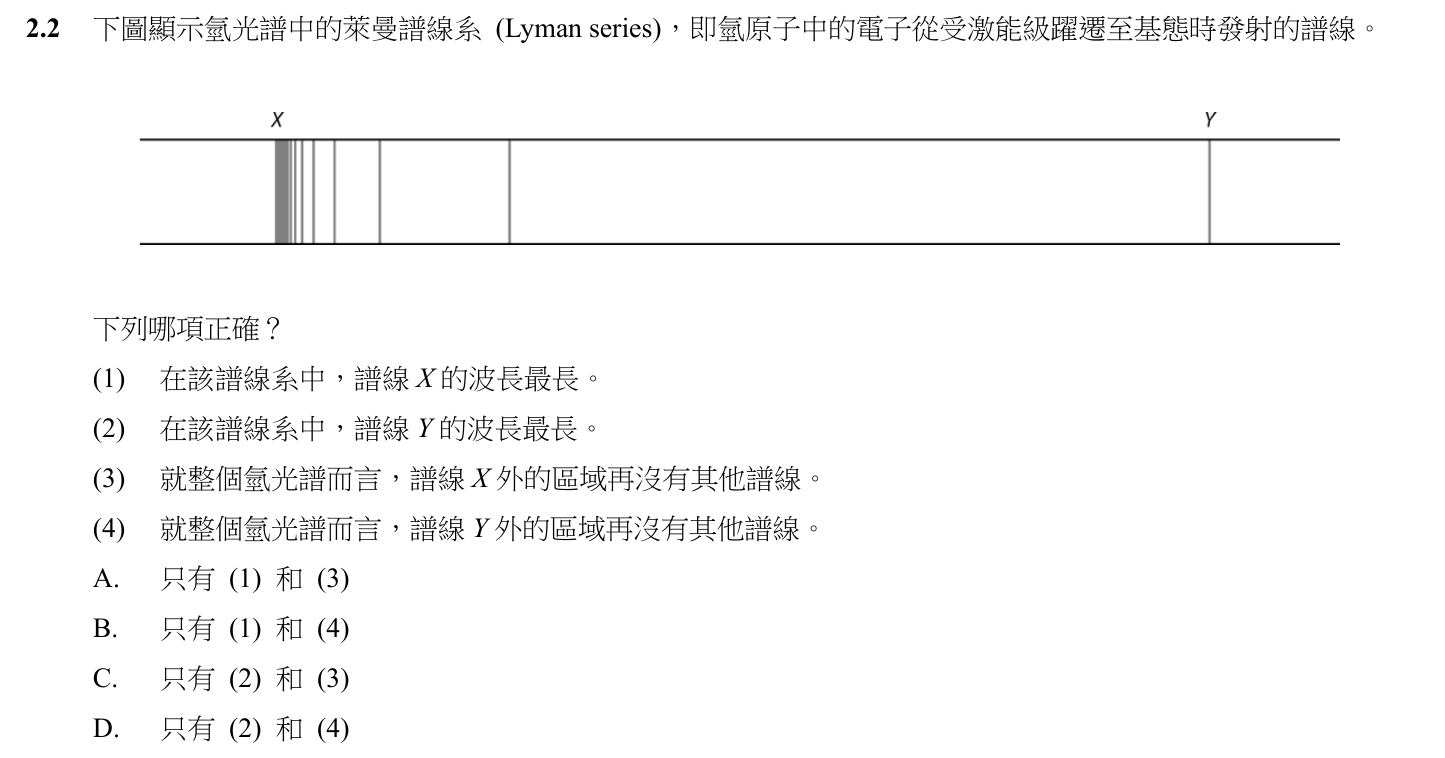 2.2 下圖顯示氫光譜中的萊曼譜線系 (Lyman series)，即氫原子中的電子從受激能級躍遷至基態時發射的譜線。
X Y
下列哪項正確？
(1) 在該譜線系中，譜線 X 的波長最長。
(2) 在該譜線系中，譜線 Y 的波長最長。
(3) 就整個氫光譜而言，譜線 X 外的區域再沒有其他譜線。
(4) 就整個氫光譜而言，譜線 Y 外的區域再沒有其他譜線。
A. 只有 (1) 和 (3)
B. 只有 (1) 和 (4)
C. 只有 (2) 和 (3)
D. 只有 (2) 和 (4)